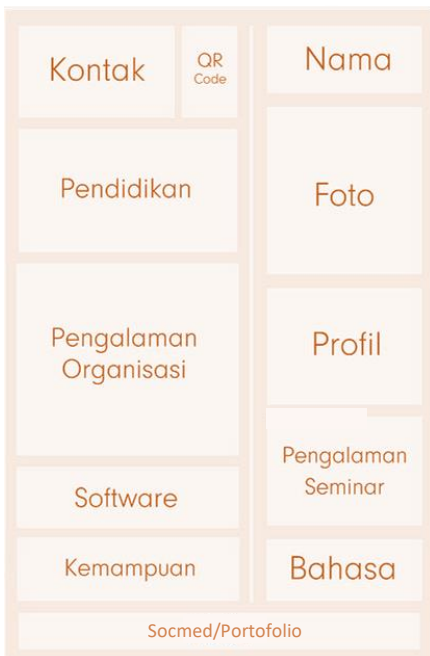 Kontak
QR
Code
Pendidikan
Pengalaman
Organisasi
Software
Kemampuan
Nama
Foto
Profil
Pengalaman
Seminar
Bahasa
Socmed/Portofolio